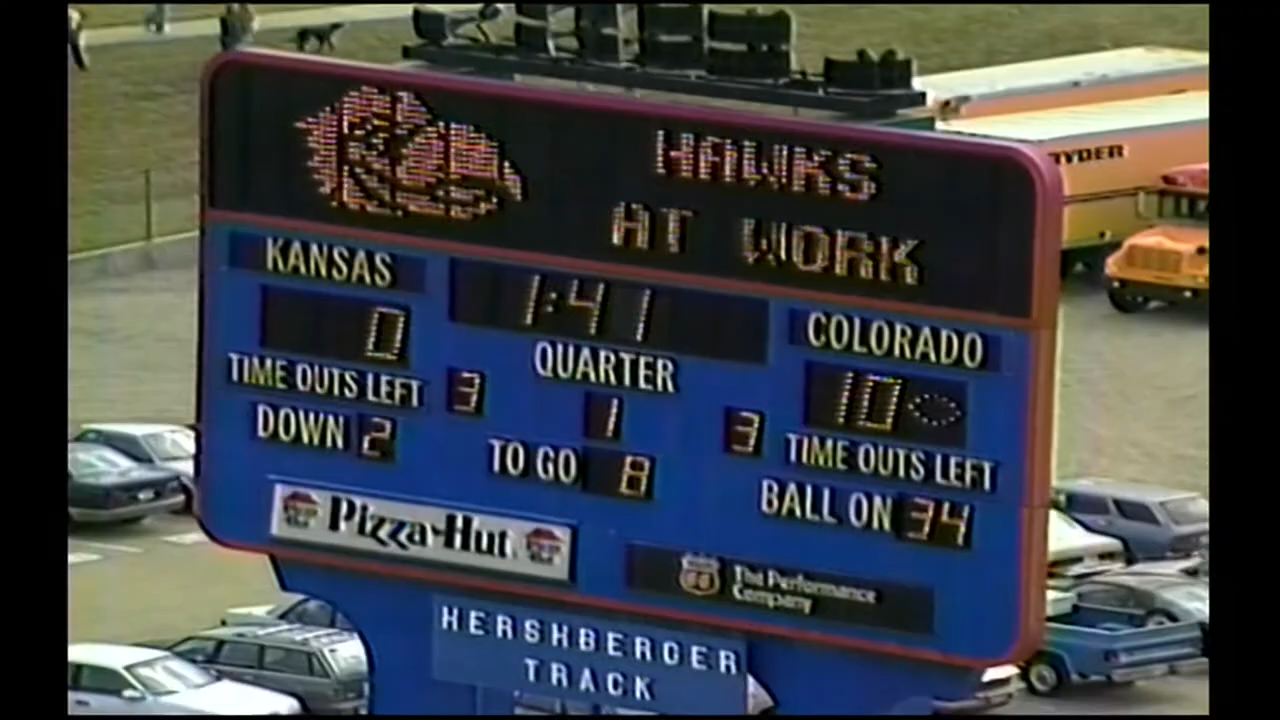 HAWKS
AT WORK
RYDER
KANSAS
1:41
COLORADO
0
QUARTER
10
TIME OUTS LEFT 3
1
3 TIME OUTS LEFT
DOWN 2
TO GO 8
BALL ON 34
Pizza Hut
66
The Performance
Company
HERSHBERGER
TRACK